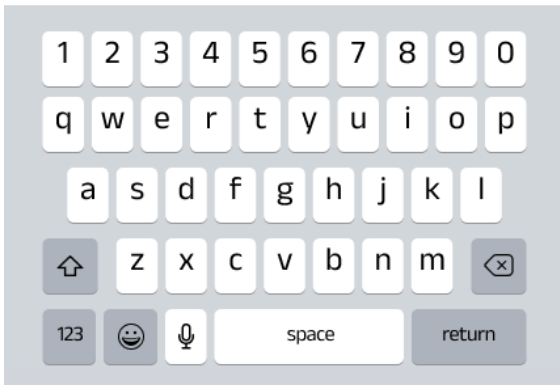 1 2 3 4 5 6 7 8 9 0
q w e r t y u i o p
a s d f g h j k l
z x c v b n m
123 space return